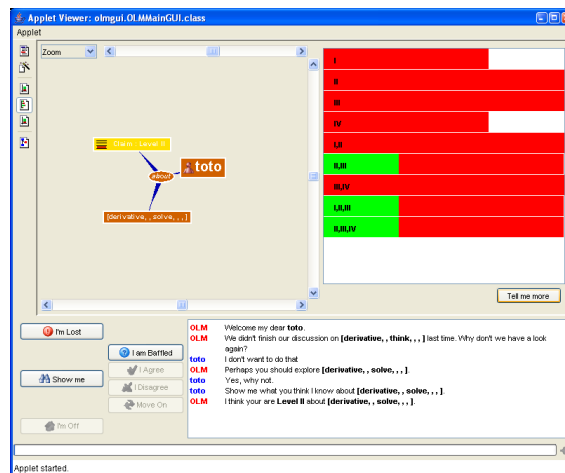 Applet Viewer: olmgui.OLMMainGUI.class
Applet
Zoom
I
II
III
IV
I,II
II,III
III,IV
I,II,III
II,III,IV
Claim : Level II
toto
about
[derivative, , solve, , , ]
Tell me more
I'm Lost
I am Baffled
I Agree
Show me
I Disagree
Move On
I'm Off
OLM Welcome my dear toto.
OLM We didn't finish our discussion on [derivative, , think, , , ] last time. Why don't we have a look
again?
toto I don't want to do that
OLM Perhaps you should explore [derivative, , solve, , , ].
toto Yes, why not.
toto Show me what you think I know about [derivative, , solve, , , ].
OLM I think your are Level II about [derivative, , solve, , , ].
Applet started.